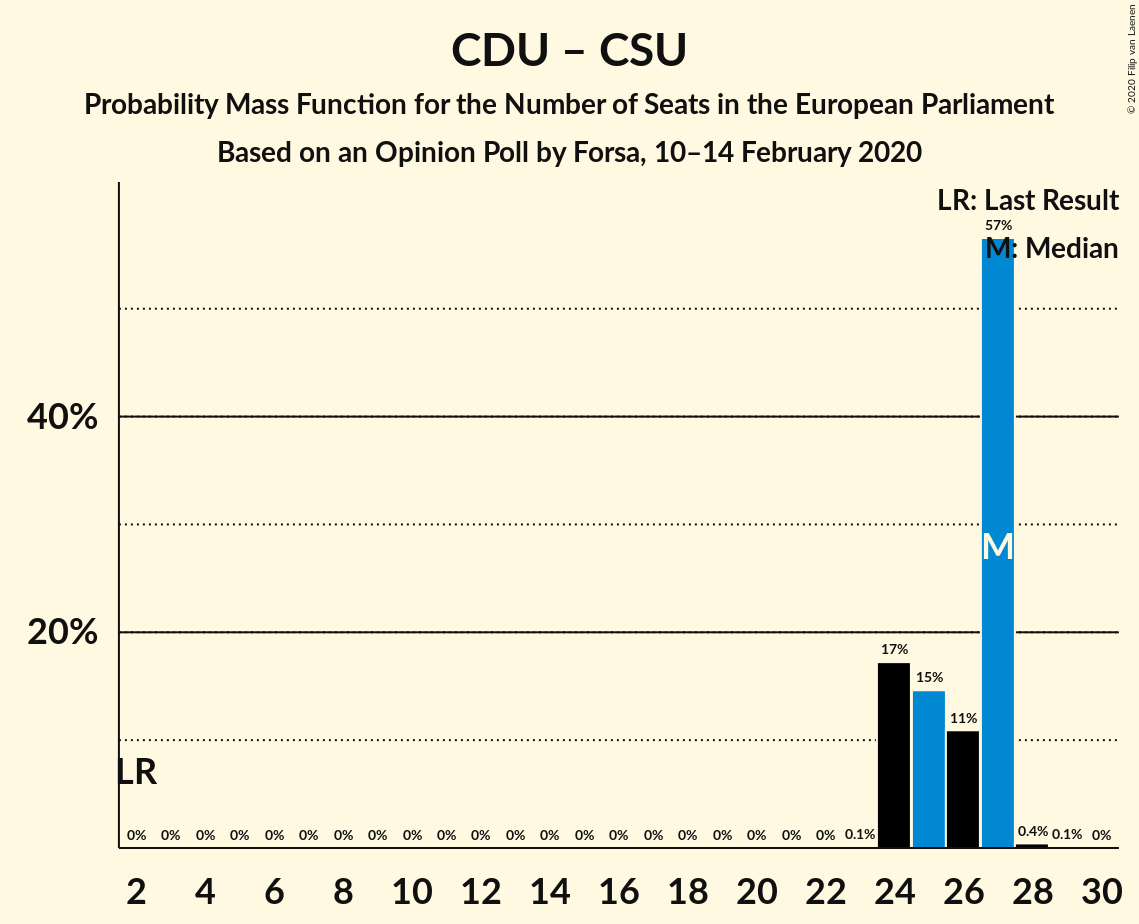 CDU – CSU
Probability Mass Function for the Number of Seats in the European Parliament
Based on an Opinion Poll by Forsa, 10–14 February 2020
© 2020 Filip van Laenen
LR: Last Result
57%
M: Median
40%
M
20%
17%
15%
11%
LR
0% 0% 0% 0% 0% 0% 0% 0% 0% 0% 0% 0% 0% 0% 0% 0% 0% 0% 0% 0% 0% 0.1% 0.4% 0.1% 0%
2 4 6 8 10 12 14 16 18 20 22 24 26 28 30